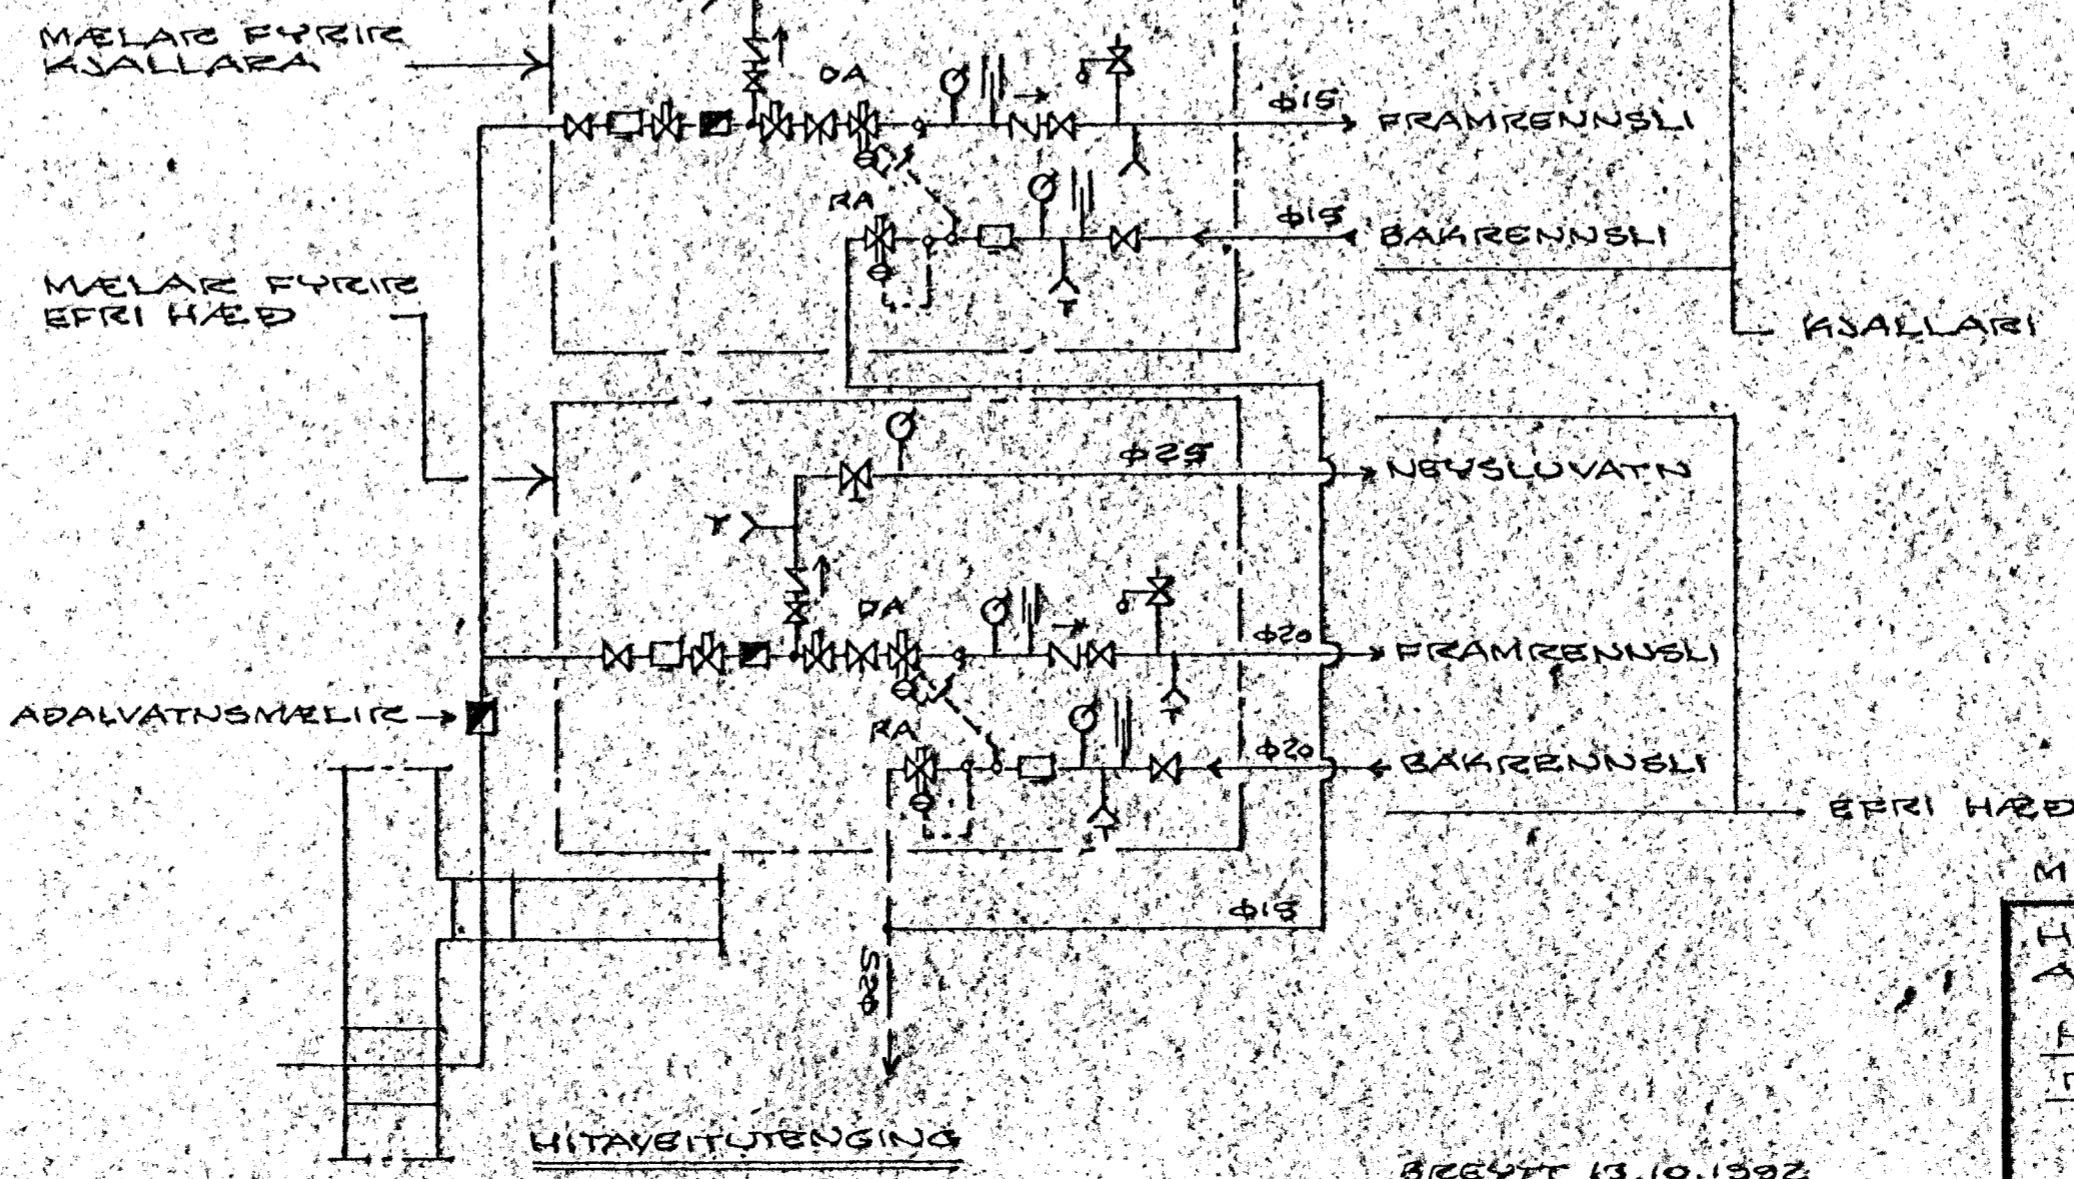 MÆLAR FYRIR
KJALLARA
DA
φ15
FRAMRENNSLI
RA
φ15
BAKRENNSLI
MÆLAR FYRIR
EFRI HÆÐ
KJALLARI
φ25
NEYSLUVATN
T
DA
φ20
FRAMRENNSLI
AÐALVATNSMÆLIR
RA
φ20
BAKRENNSLI
EFRI HÆÐ
φ15
φ25
HITAVEITUTENGING
BREYTT 13.10.1992